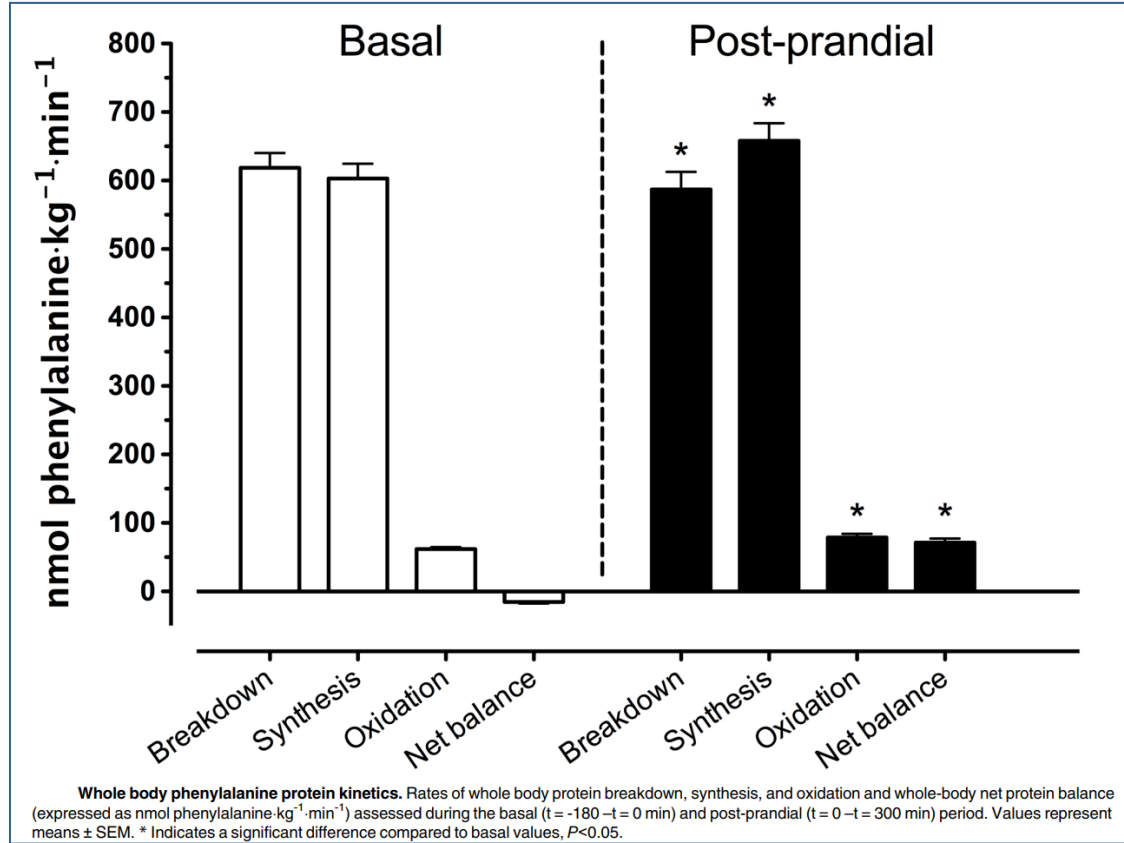 Basal
Post-prandial
nmol phenylalanine·kg⁻¹·min⁻¹
800
700
600
500
400
300
200
100
0
* * * *
Breakdown Synthesis Oxidation Net balance Breakdown Synthesis Oxidation Net balance
Whole body phenylalanine protein kinetics. Rates of whole body protein breakdown, synthesis, and oxidation and whole-body net protein balance
(expressed as nmol phenylalanine·kg⁻¹·min⁻¹) assessed during the basal (t = -180 –t = 0 min) and post-prandial (t = 0 –t = 300 min) period. Values represent
means ± SEM. * Indicates a significant difference compared to basal values, P<0.05.